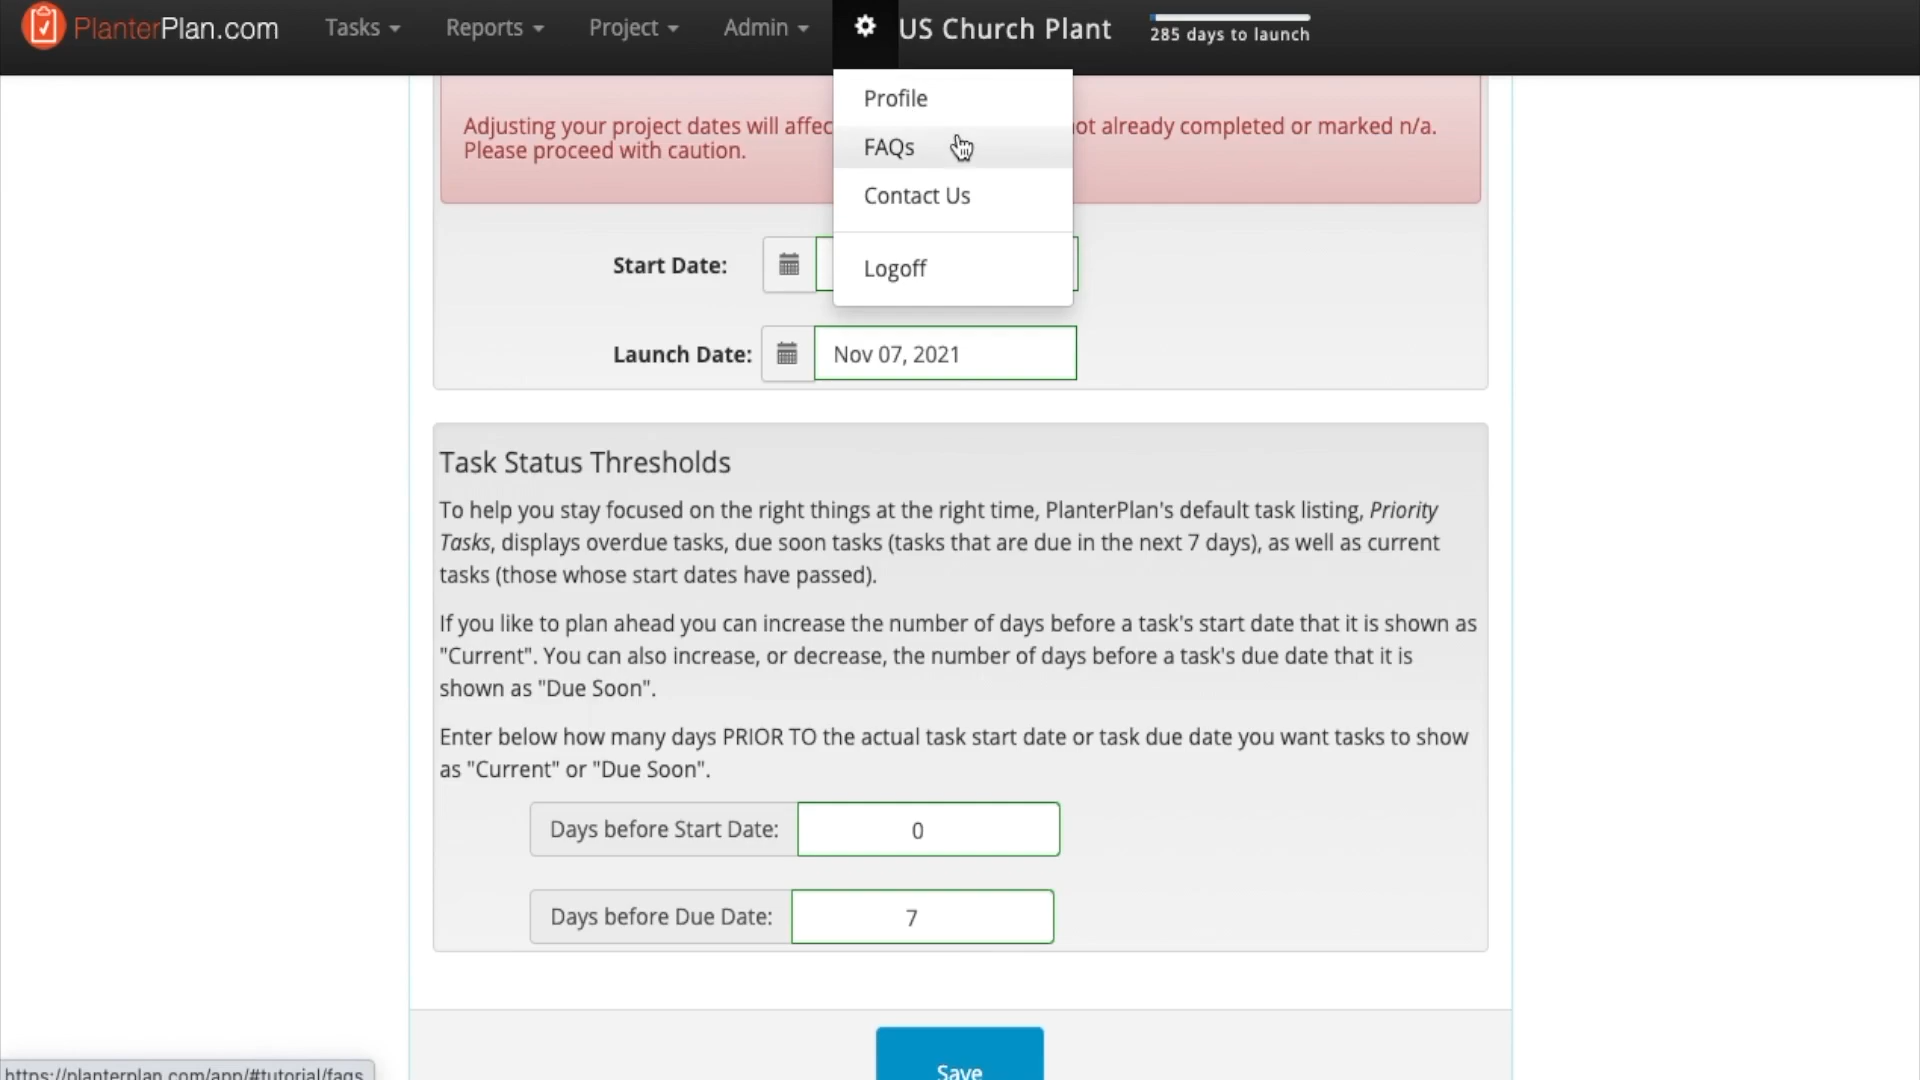 PlanterPlan.com Tasks Reports Project Admin US Church Plant 285 days to launch
Profile
FAQs
Contact Us
Logoff
Adjusting your project dates will affec ot already completed or marked n/a.
Please proceed with caution.
Start Date:
Launch Date: Nov 07, 2021
Task Status Thresholds
To help you stay focused on the right things at the right time, PlanterPlan's default task listing, Priority
Tasks, displays overdue tasks, due soon tasks (tasks that are due in the next 7 days), as well as current
tasks (those whose start dates have passed).
If you like to plan ahead you can increase the number of days before a task's start date that it is shown as
"Current". You can also increase, or decrease, the number of days before a task's due date that it is
shown as "Due Soon".
Enter below how many days PRIOR TO the actual task start date or task due date you want tasks to show
as "Current" or "Due Soon".
Days before Start Date: 0
Days before Due Date: 7
Save
https://planterplan.com/app/#tutorial/faqs